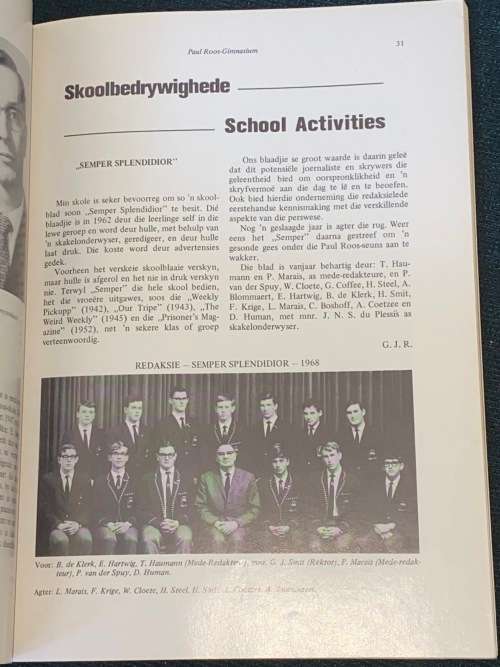 Paul Roos-Gimnasium
31
Skoolbedrywighede
School Activities
„SEMPER SPLENDIDIOR"
Min skole is seker bevoorreg om so 'n skool-
blad soos „Semper Splendidior" te besit. Dié
blaadjie is in 1962 deur die leerlinge self in die
lewe geroep en word deur hulle, met behulp van
'n skakelonderwyser, geredigeer, en deur hulle
laat druk. Die koste word deur advertensies
gedek.
Voorheen het verskeie skoolblaaie verskyn,
maar hulle is afgerol en het nie in druk verskyn
nie. Terwyl „Semper" die hele skool bedien,
het die vroeëre uitgawes, soos die „Weekly
Pickupp" (1942), „Our Tripe" (1943), „The
Weird Weekly" (1945) en die „Prisoner's Mag-
azine" (1952), net 'n sekere klas of groep
verteenwoordig.
Ons blaadjie se groot waarde is daarin geleë
dat dit potensiële joernaliste en skrywers die
geleentheid bied om oorspronklikheid en 'n
skryfvermoë aan die dag te lê en te beoefen.
Ook bied hierdie onderneming die redaksielede
eerstehandse kennismaking met die verskillende
aspekte van die perswese.
Nog 'n geslaagde jaar is agter die rug. Weer
eens het „Semper" daarna gestreef om 'n
gesonde gees onder die Paul Roos-seuns aan te
wakker.
Die blad is vanjaar behartig deur: T. Hau-
mann en P. Marais, as mede-redakteure, en P.
van der Spuy, W. Cloete, G. Coffee, H. Steel, A.
Blommaert, E. Hartwig, B. de Klerk, H. Smit,
F. Krige, L. Marais, C. Boshoff, A. Coetzee en
D. Human, met mnr. J. N. S. du Plessis as
skakelonderwyser.
G. J. R.
REDAKSIE – SEMPER SPLENDIDIOR – 1968
Voor: B. de Klerk, E. Hartwig, T. Haumann (Mede-Redakteur), mnr. G. J. Smit (Rektor), F. Marais (Mede-redak-
teur), P. van der Spuy, D. Human.
Agter: L. Marais, F. Krige, W. Cloete, H. Steel, H. Smit, A. Coetzee, A.